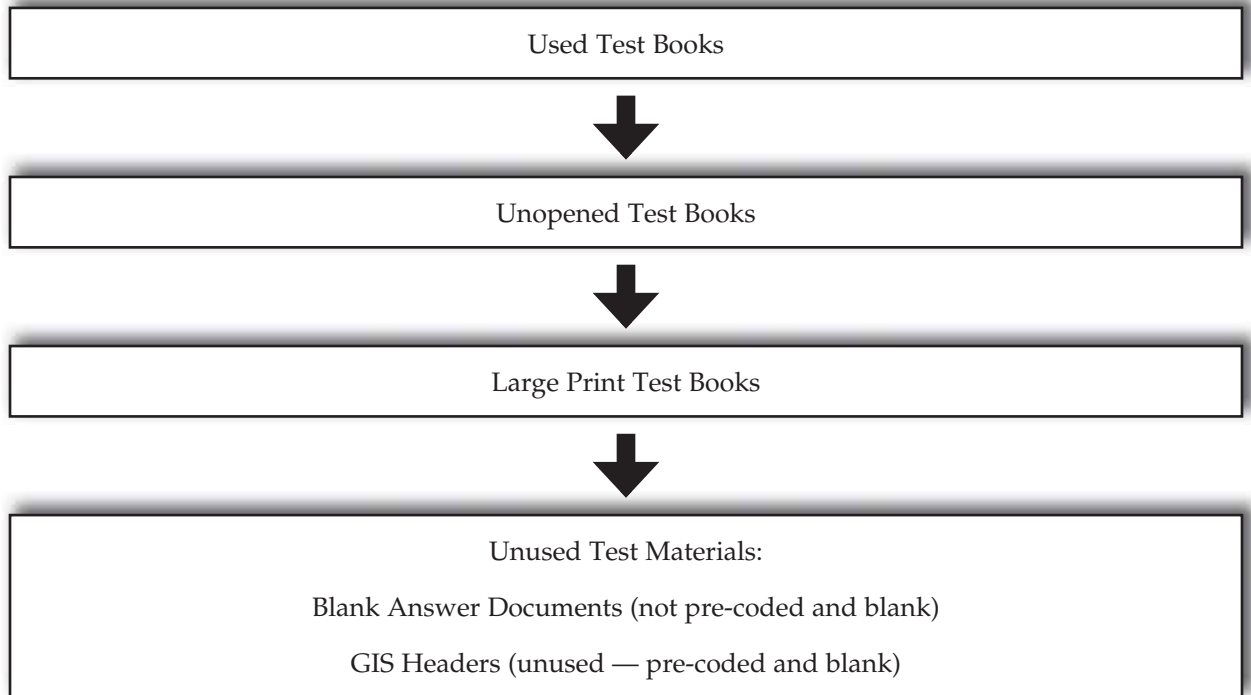 Used Test Books
Unopened Test Books
Large Print Test Books
Unused Test Materials:
Blank Answer Documents (not pre-coded and blank)
GIS Headers (unused — pre-coded and blank)